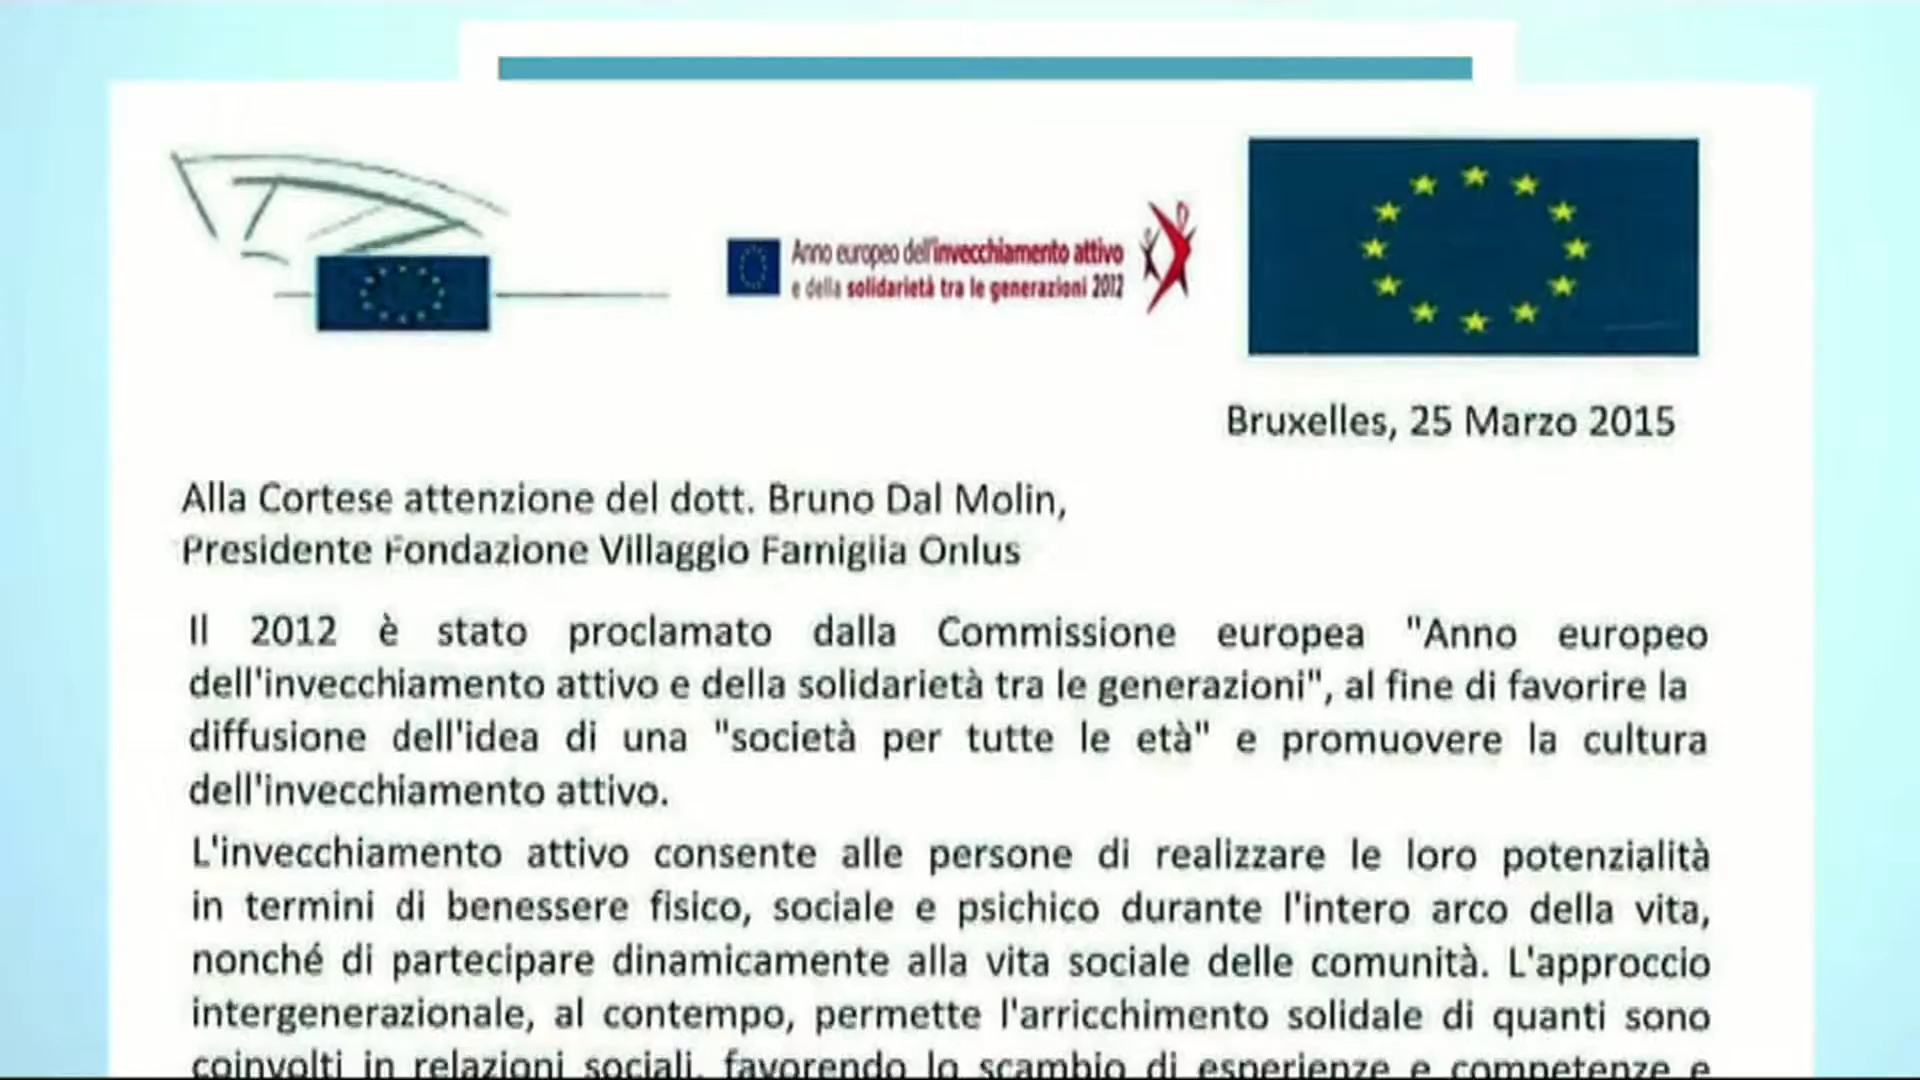 Anno europeo dell'invecchiamento attivo
e della solidarietà tra le generazioni 2012
Bruxelles, 25 Marzo 2015
Alla Cortese attenzione del dott. Bruno Dal Molin,
Presidente Fondazione Villaggio Famiglia Onlus
Il 2012 è stato proclamato dalla Commissione europea "Anno europeo
dell'invecchiamento attivo e della solidarietà tra le generazioni", al fine di favorire la
diffusione dell'idea di una "società per tutte le età" e promuovere la cultura
dell'invecchiamento attivo.
L'invecchiamento attivo consente alle persone di realizzare le loro potenzialità
in termini di benessere fisico, sociale e psichico durante l'intero arco della vita,
nonché di partecipare dinamicamente alla vita sociale delle comunità. L'approccio
intergenerazionale, al contempo, permette l'arricchimento solidale di quanti sono
coinvolti in relazioni sociali, favorendo lo scambio di esperienze e competenze e